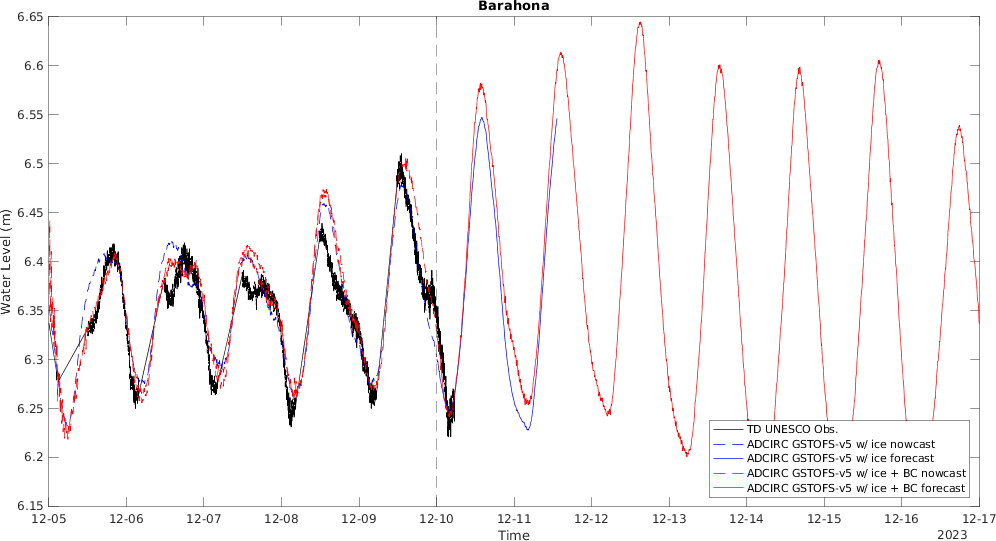 Barahona
6.65
6.6
6.55
6.5
6.45
6.4
6.35
6.3
6.25
6.2
6.15
Water Level (m)
12-05 12-06 12-07 12-08 12-09 12-10 12-11 12-12 12-13 12-14 12-15 12-16 12-17
Time
2023
TD UNESCO Obs.
ADCIRC GSTOFS-v5 w/ ice nowcast
ADCIRC GSTOFS-v5 w/ ice forecast
ADCIRC GSTOFS-v5 w/ ice + BC nowcast
ADCIRC GSTOFS-v5 w/ ice + BC forecast